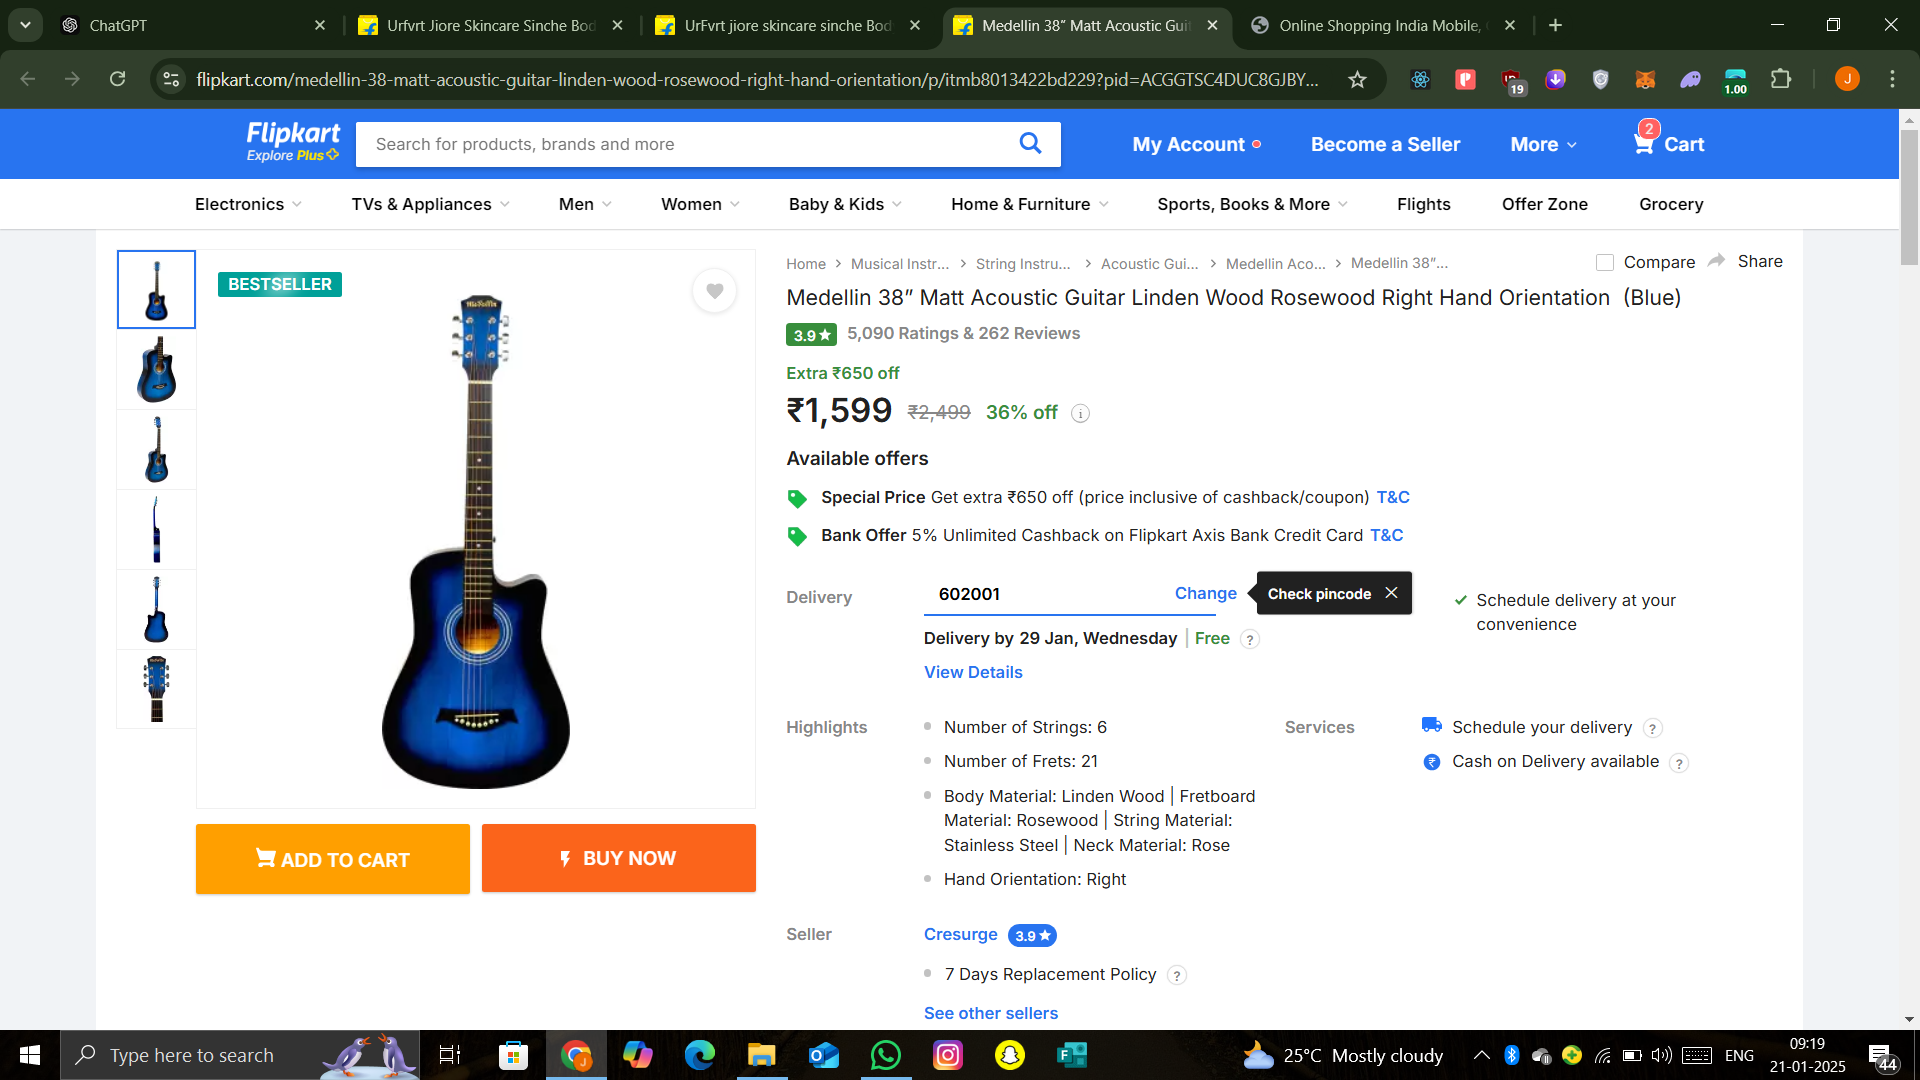 ChatGPT
Urfvrt Jiore Skincare Sinche Bod
UrFvrt jiore skincare sinche Bod
Medellin 38” Matt Acoustic Gui
Online Shopping India Mobile,
flipkart.com/medellin-38-matt-acoustic-guitar-linden-wood-rosewood-right-hand-orientation/p/itmb8013422bd229?pid=ACGGTSC4DUC8GJBY...
19
1.00
J
Flipkart
Explore Plus
Search for products, brands and more
My Account
Become a Seller
More
2
Cart
Electronics
TVs & Appliances
Men
Women
Baby & Kids
Home & Furniture
Sports, Books & More
Flights
Offer Zone
Grocery
BESTSELLER
Home
Musical Instr...
String Instru...
Acoustic Gui...
Medellin Aco...
Medellin 38”...
Compare
Share
Medellin 38” Matt Acoustic Guitar Linden Wood Rosewood Right Hand Orientation (Blue)
3.9
5,090 Ratings & 262 Reviews
Extra ₹650 off
₹1,599 ₹2,499 36% off
Available offers
Special Price Get extra ₹650 off (price inclusive of cashback/coupon) T&C
Bank Offer 5% Unlimited Cashback on Flipkart Axis Bank Credit Card T&C
Delivery
602001
Change
Check pincode
Schedule delivery at your
convenience
Delivery by 29 Jan, Wednesday | Free ?
View Details
Highlights
Number of Strings: 6
Number of Frets: 21
Body Material: Linden Wood | Fretboard
Material: Rosewood | String Material:
Stainless Steel | Neck Material: Rose
Hand Orientation: Right
Services
Schedule your delivery ?
₹ Cash on Delivery available ?
ADD TO CART
BUY NOW
Seller
Cresurge 3.9
7 Days Replacement Policy ?
See other sellers
Type here to search
25°C Mostly cloudy
ENG
09:19
21-01-2025
44